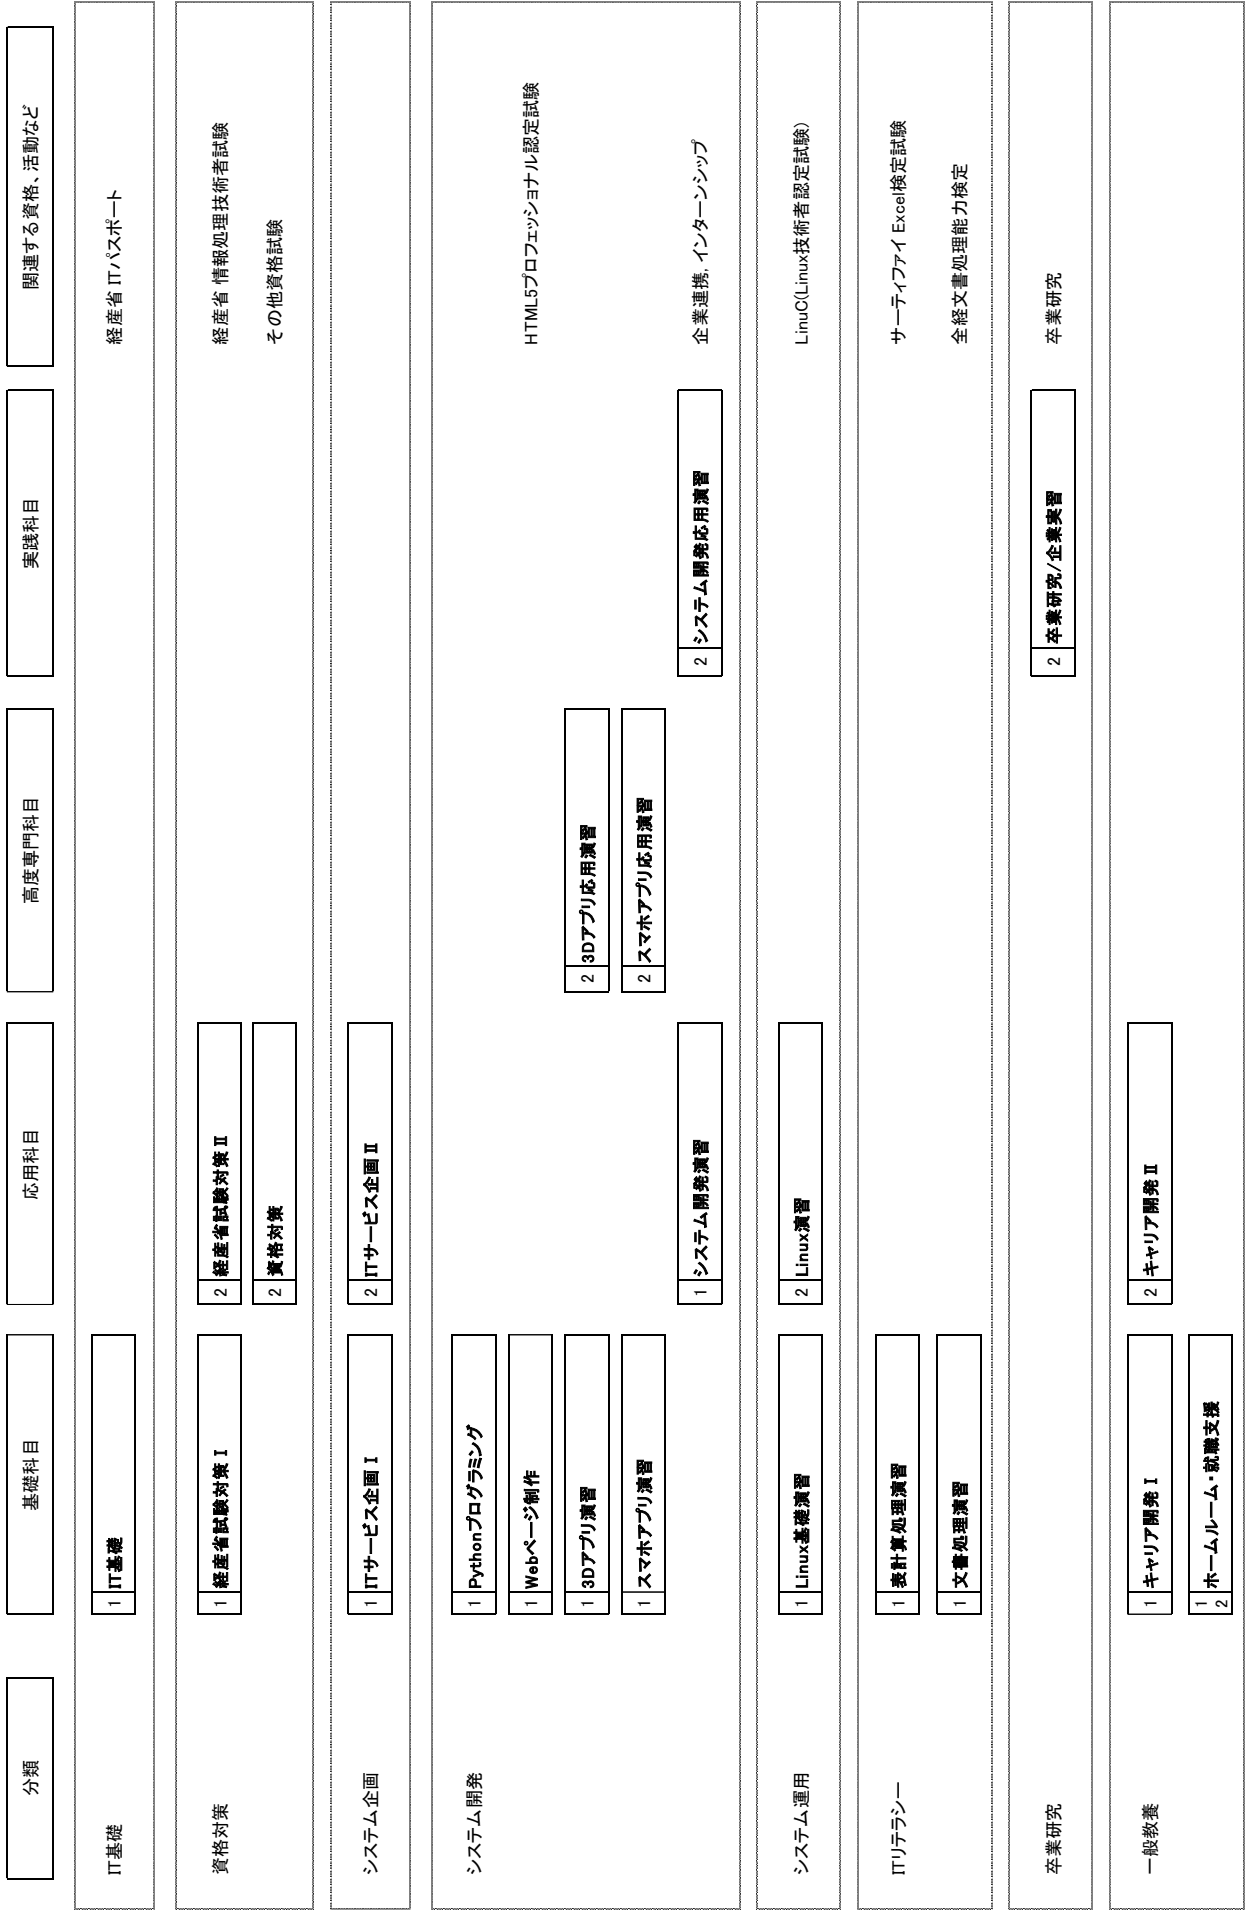 分類
基礎科目
応用科目
高度専門科目
実践科目
関連する資格、活動など
IT基礎
1 IT基礎
経産省 ITパスポート
資格対策
1 経産省試験対策Ⅰ
2 経産省試験対策Ⅱ
経産省 情報処理技術者試験
2 資格対策
その他資格試験
システム企画
1 ITサービス企画Ⅰ
2 ITサービス企画Ⅱ
システム開発
1 Pythonプログラミング
1 Webページ制作
HTML5プロフェッショナル認定試験
1 3Dアプリ演習
2 3Dアプリ応用演習
1 スマホアプリ演習
2 スマホアプリ応用演習
1 システム開発演習
2 システム開発応用演習
企業連携, インターンシップ
システム運用
1 Linux基礎演習
2 Linux演習
LinuC(Linux技術者認定試験)
ITリテラシー
1 表計算処理演習
サーティファイ Excel検定試験
1 文書処理演習
全経文書処理能力検定
卒業研究
2 卒業研究/企業実習
卒業研究
一般教養
1 キャリア開発Ⅰ
2 キャリア開発Ⅱ
1 2 ホームルーム・就職支援